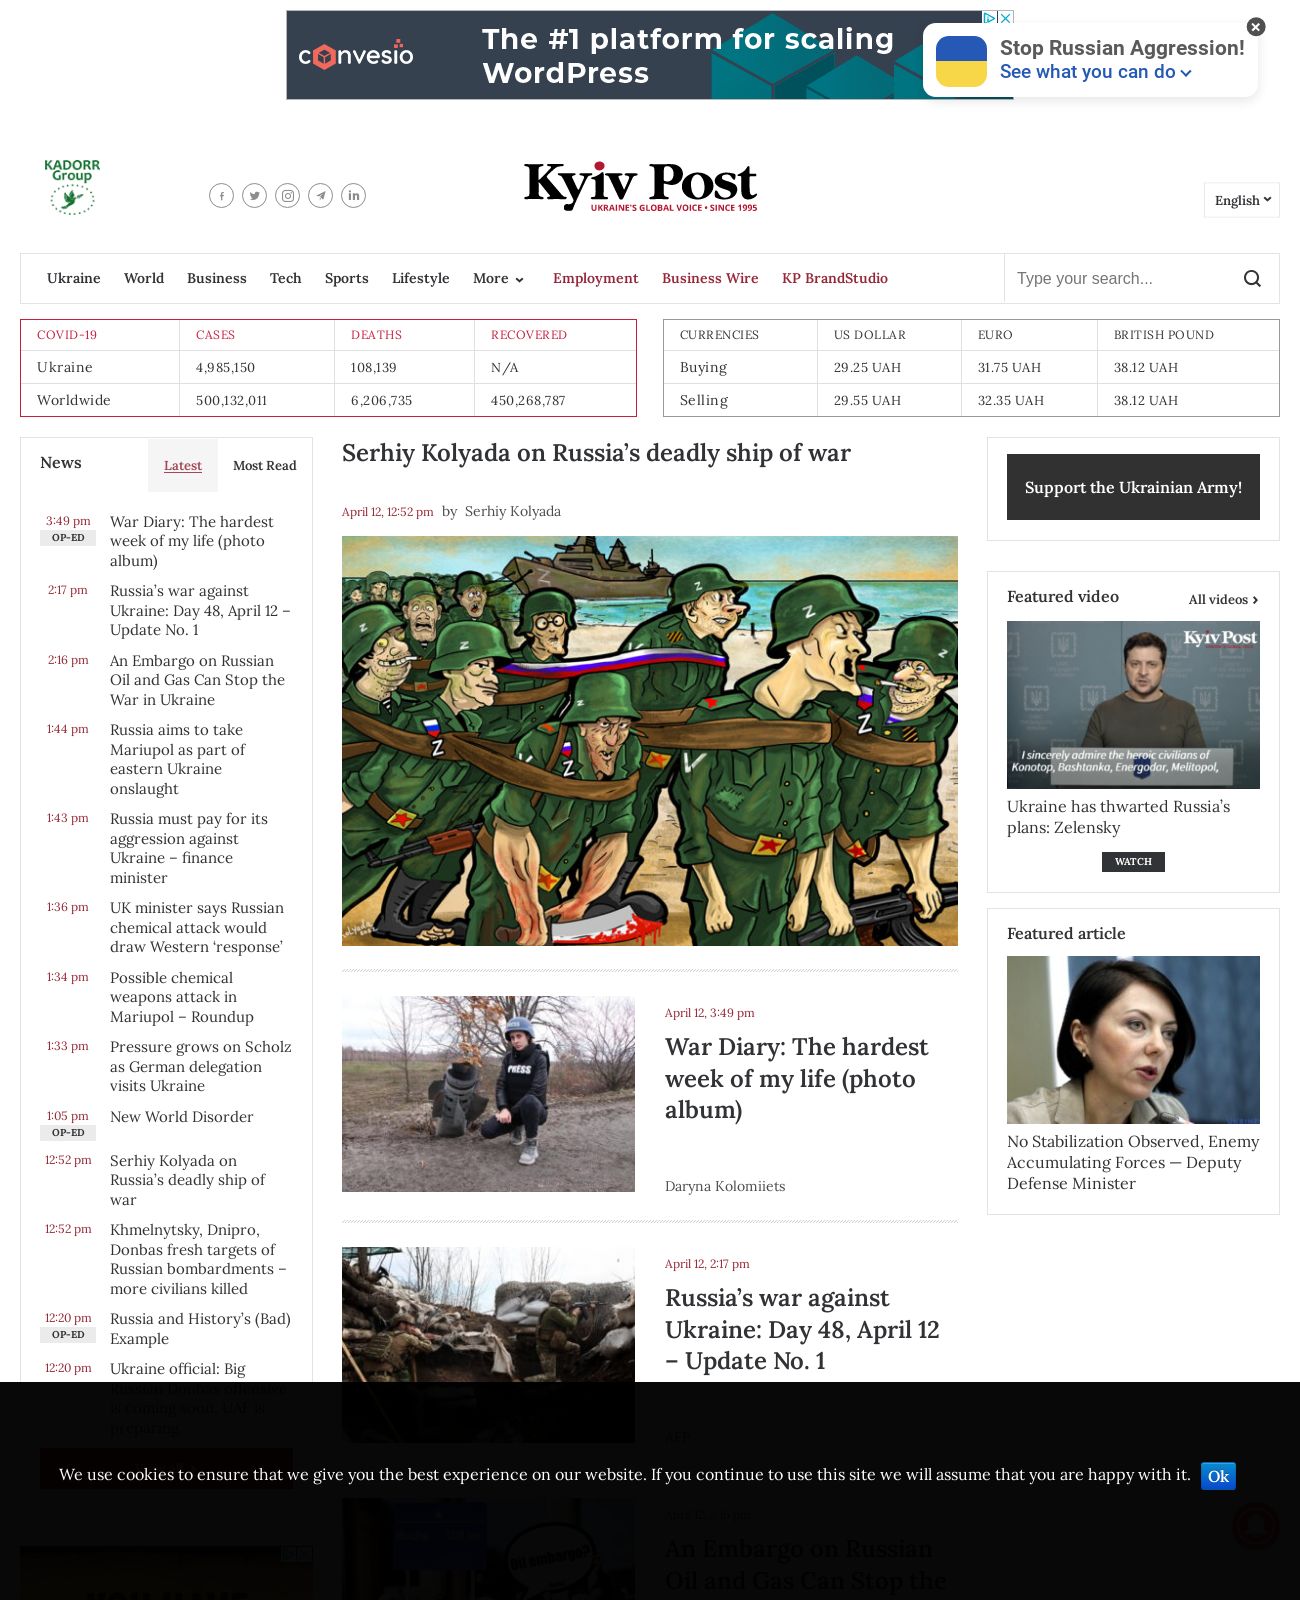 The #1 platform for scaling
WordPress
convesio
Stop Russian Aggression!
See what you can do
KADORR
Group
Kyiv Post
UKRAINE'S GLOBAL VOICE • SINCE 1995
English
Ukraine World Business Tech Sports Lifestyle More Employment Business Wire KP BrandStudio
Type your search...
COVID-19 CASES DEATHS RECOVERED
Ukraine 4,985,150 108,139 N/A
Worldwide 500,132,011 6,206,735 450,268,787
CURRENCIES US DOLLAR EURO BRITISH POUND
Buying 29.25 UAH 31.75 UAH 38.12 UAH
Selling 29.55 UAH 32.35 UAH 38.12 UAH
News Latest Most Read
3:49 pm War Diary: The hardest
OP-ED week of my life (photo
album)
2:17 pm Russia’s war against
Ukraine: Day 48, April 12 –
Update No. 1
2:16 pm An Embargo on Russian
Oil and Gas Can Stop the
War in Ukraine
1:44 pm Russia aims to take
Mariupol as part of
eastern Ukraine
onslaught
1:43 pm Russia must pay for its
aggression against
Ukraine – finance
minister
1:36 pm UK minister says Russian
chemical attack would
draw Western ‘response’
1:34 pm Possible chemical
weapons attack in
Mariupol – Roundup
1:33 pm Pressure grows on Scholz
as German delegation
visits Ukraine
1:05 pm New World Disorder
OP-ED
12:52 pm Serhiy Kolyada on
Russia’s deadly ship of
war
12:52 pm Khmelnytsky, Dnipro,
Donbas fresh targets of
Russian bombardments –
more civilians killed
12:20 pm Russia and History’s (Bad)
OP-ED Example
12:20 pm Ukraine official: Big
Russian Donbas offensive
is coming soon, UAF is
preparing
Serhiy Kolyada on Russia’s deadly ship of war
April 12, 12:52 pm by Serhiy Kolyada
Z
Z
Z
Z
Z
Z
PRESS
April 12, 3:49 pm
War Diary: The hardest
week of my life (photo
album)
Daryna Kolomiiets
April 12, 2:17 pm
Russia’s war against
Ukraine: Day 48, April 12
– Update No. 1
AFP
April 12, 2:16 pm
An Embargo on Russian
Oil and Gas Can Stop the
Oil embargo?
Support the Ukrainian Army!
Featured video All videos
Kyiv Post
I sincerely admire the heroic civilians of
Konotop, Bashtanka, Energodar, Melitopol,
Ukraine has thwarted Russia’s
plans: Zelensky
WATCH
Featured article
No Stabilization Observed, Enemy
Accumulating Forces — Deputy
Defense Minister
We use cookies to ensure that we give you the best experience on our website. If you continue to use this site we will assume that you are happy with it. Ok